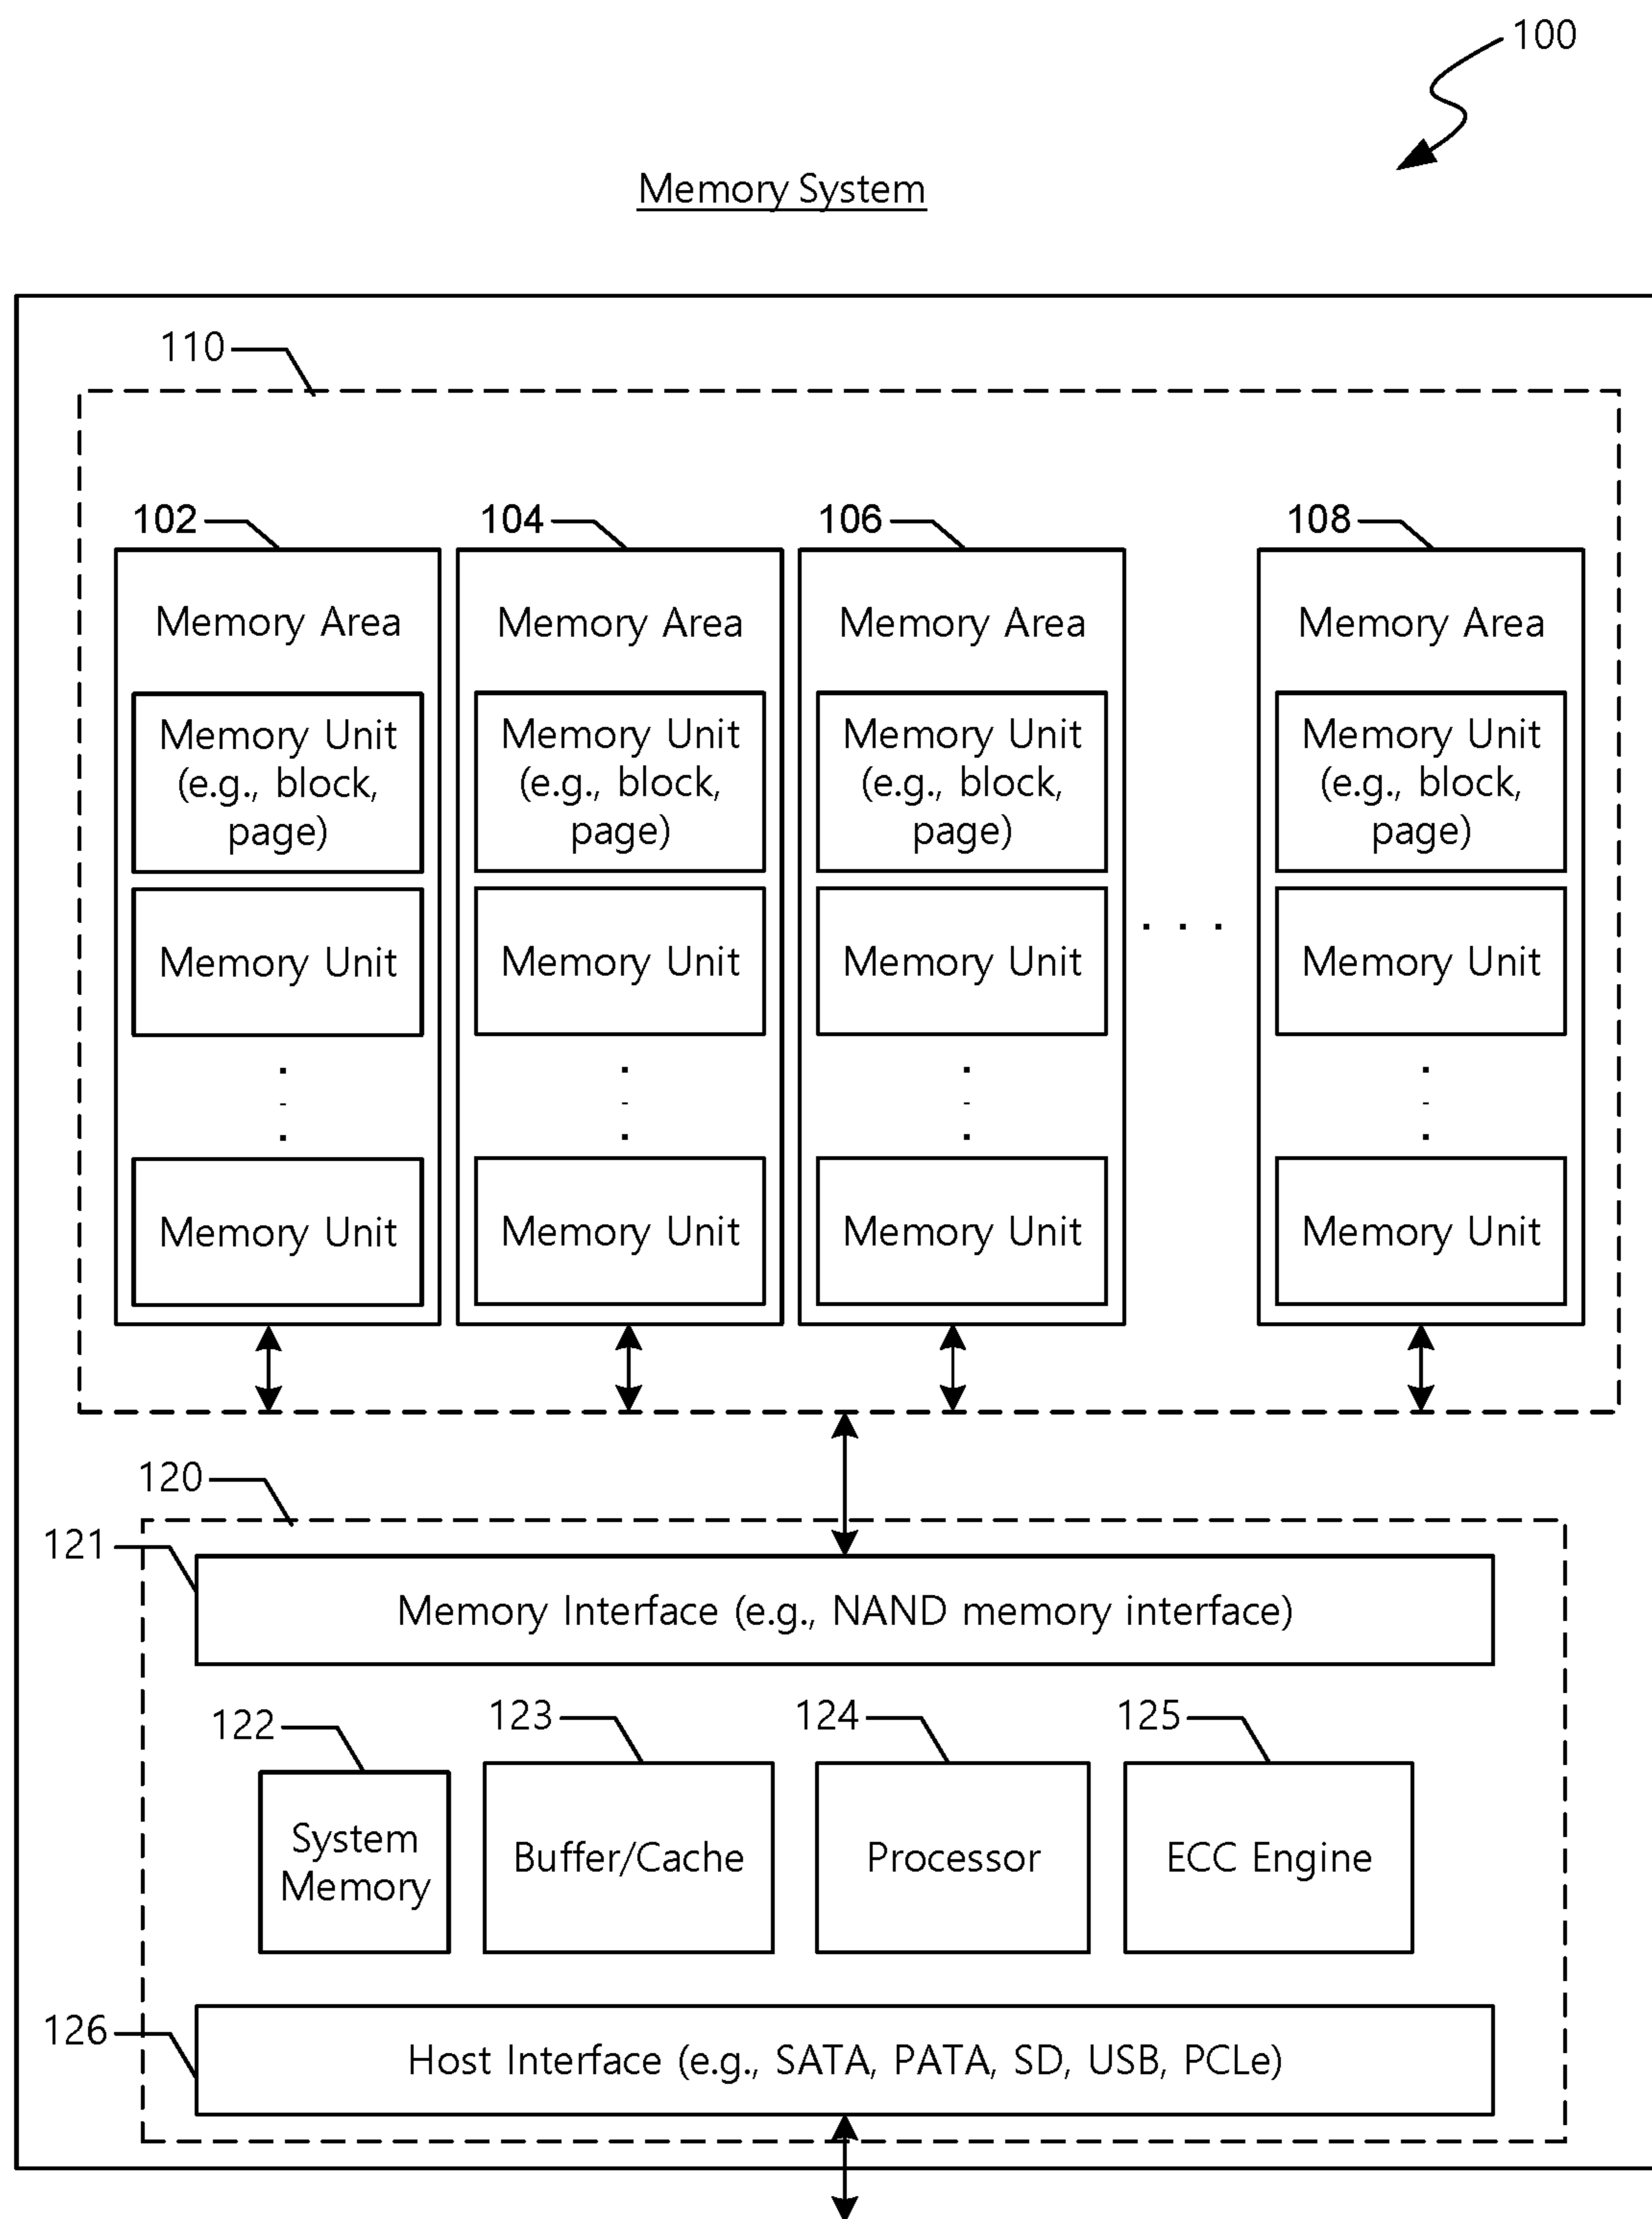 100
Memory System
110
102
104
106
108
Memory Area
Memory Area
Memory Area
Memory Area
Memory Unit
(e.g., block,
page)
Memory Unit
(e.g., block,
page)
Memory Unit
(e.g., block,
page)
Memory Unit
(e.g., block,
page)
Memory Unit
Memory Unit
Memory Unit
. . .
Memory Unit
Memory Unit
Memory Unit
Memory Unit
Memory Unit
120
121
Memory Interface (e.g., NAND memory interface)
122
123
124
125
System
Memory
Buffer/Cache
Processor
ECC Engine
126
Host Interface (e.g., SATA, PATA, SD, USB, PCLe)